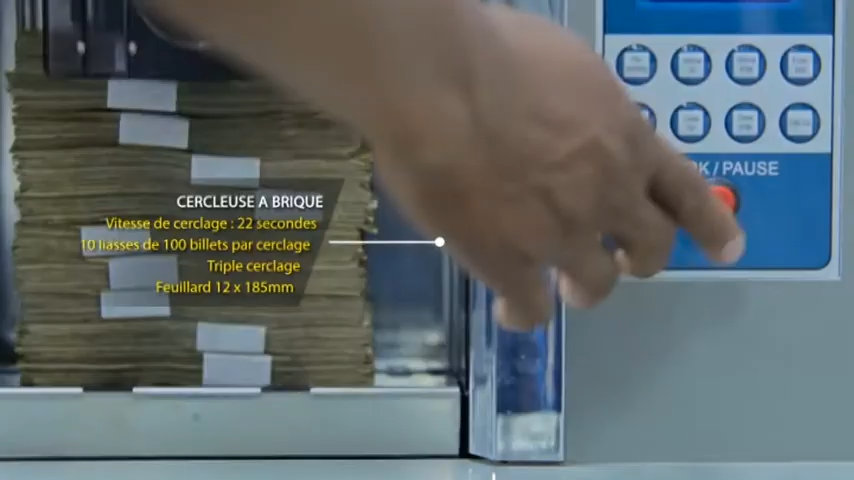 CERCLEUSE A BRIQUE
Vitesse de cerclage : 22 secondes
10 liasses de 100 billets par cerclage
Triple cerclage
Feuillard 12 x 185mm
/ PAUSE